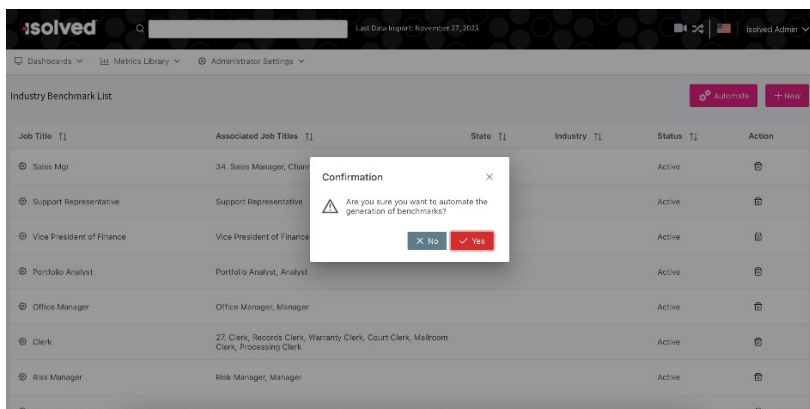 isolved
Last Data Import: November 27, 2023
isolved Admin
Dashboards
Metrics Library
Administrator Settings
Industry Benchmark List
Automate
+ New
Job Title
Associated Job Titles
State
Industry
Status
Action
Sales Mgr
34. Sales Manager,
Active
Support Representative
Support Representative
Active
Vice President of Finance
Vice President of Finance
Active
Portfolio Analyst
Portfolio Analyst, Analyst
Active
Office Manager
Office Manager, Manager
Active
Clerk
27. Clerk, Records Clerk, Warranty Clerk, Court Clerk, Mailroom
Clerk, Processing Clerk
Active
Risk Manager
Risk Manager, Manager
Active
Confirmation
Are you sure you want to automate the
generation of benchmarks?
No
Yes